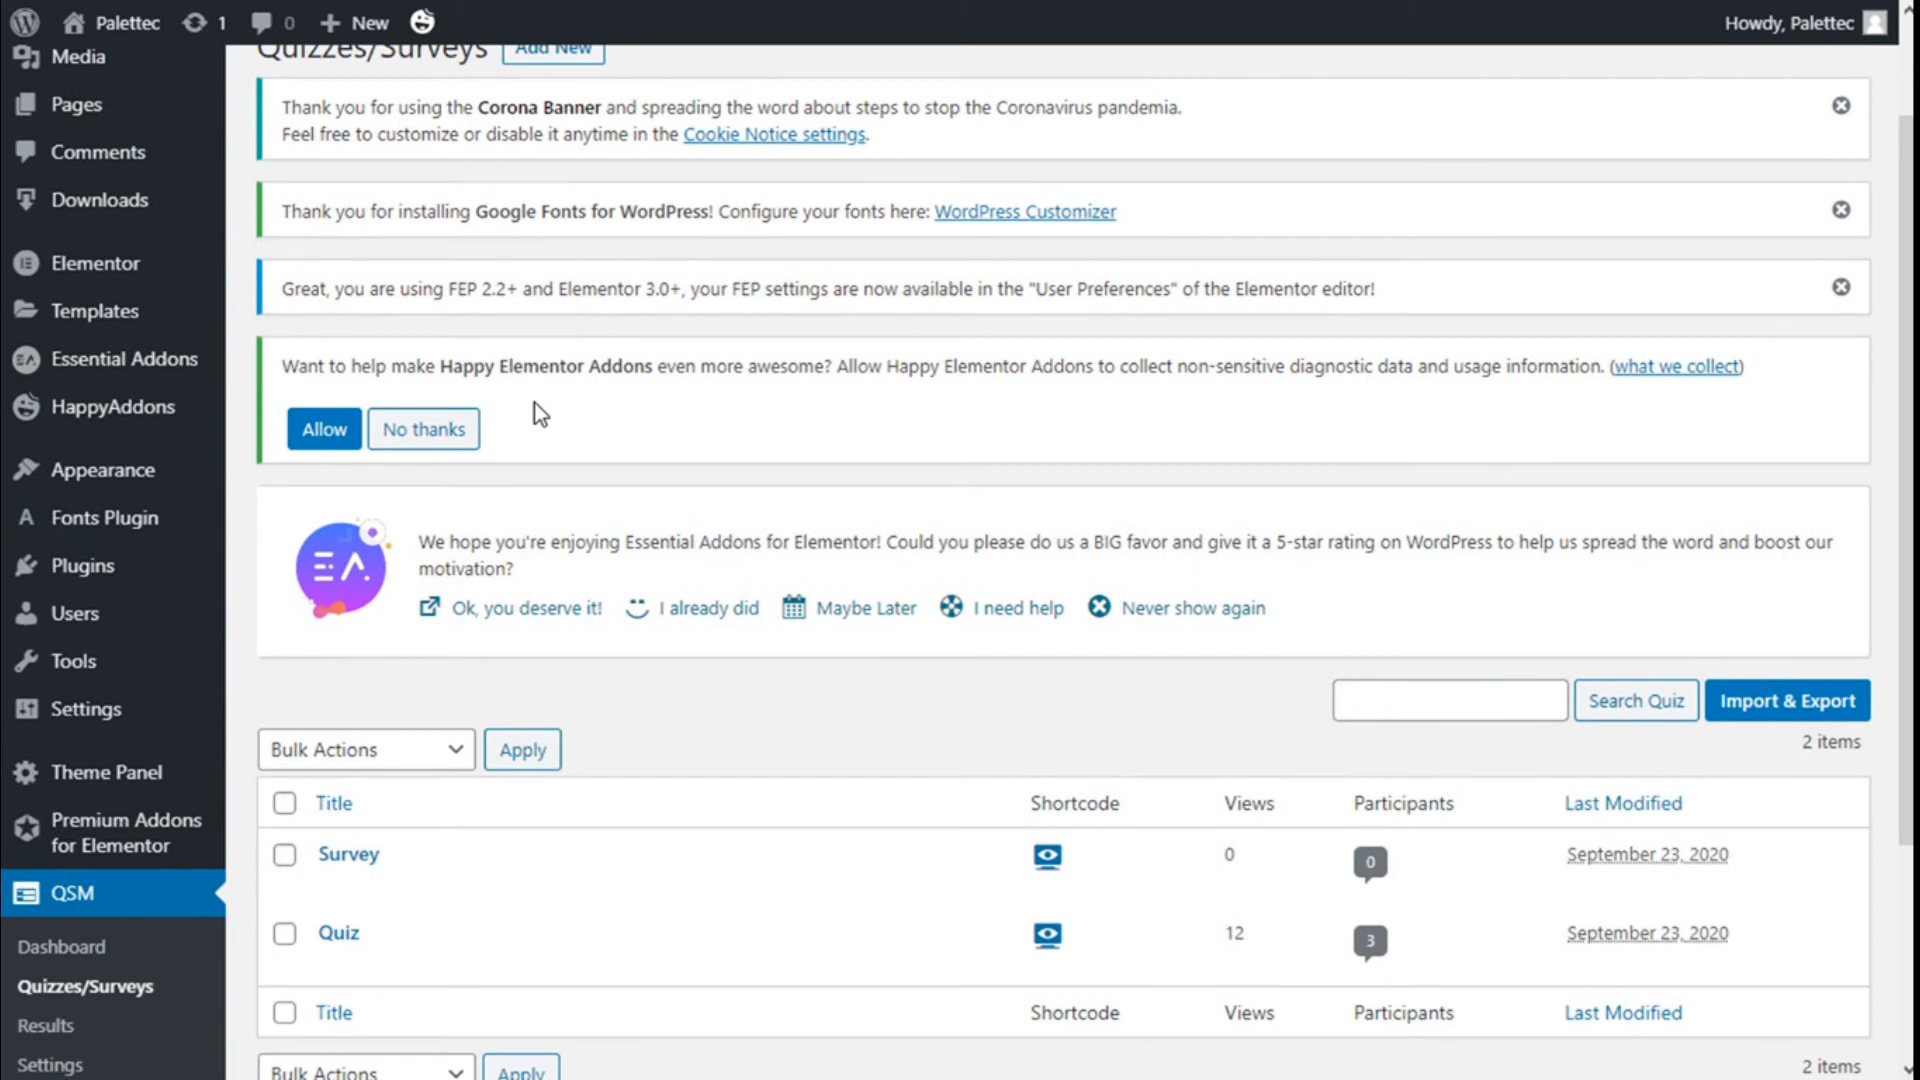 Palettec
1
0
New
Howdy, Palettec
Media
Pages
Comments
Downloads
Elementor
Templates
Essential Addons
HappyAddons
Appearance
Fonts Plugin
Plugins
Users
Tools
Settings
Theme Panel
Premium Addons
for Elementor
QSM
Dashboard
Quizzes/Surveys
Results
Settings
Quizzes/Surveys
Add New
Thank you for using the Corona Banner and spreading the word about steps to stop the Coronavirus pandemia.
Feel free to customize or disable it anytime in the Cookie Notice settings.
Thank you for installing Google Fonts for WordPress! Configure your fonts here: WordPress Customizer
Great, you are using FEP 2.2+ and Elementor 3.0+, your FEP settings are now available in the "User Preferences" of the Elementor editor!
Want to help make Happy Elementor Addons even more awesome? Allow Happy Elementor Addons to collect non-sensitive diagnostic data and usage information. (what we collect)
Allow
No thanks
We hope you're enjoying Essential Addons for Elementor! Could you please do us a BIG favor and give it a 5-star rating on WordPress to help us spread the word and boost our
motivation?
Ok, you deserve it!
I already did
Maybe Later
I need help
Never show again
Search Quiz
Import & Export
Bulk Actions
Apply
2 items
Title
Shortcode
Views
Participants
Last Modified
Survey
0
0
September 23, 2020
Quiz
12
3
September 23, 2020
Title
Shortcode
Views
Participants
Last Modified
Bulk Actions
Apply
2 items